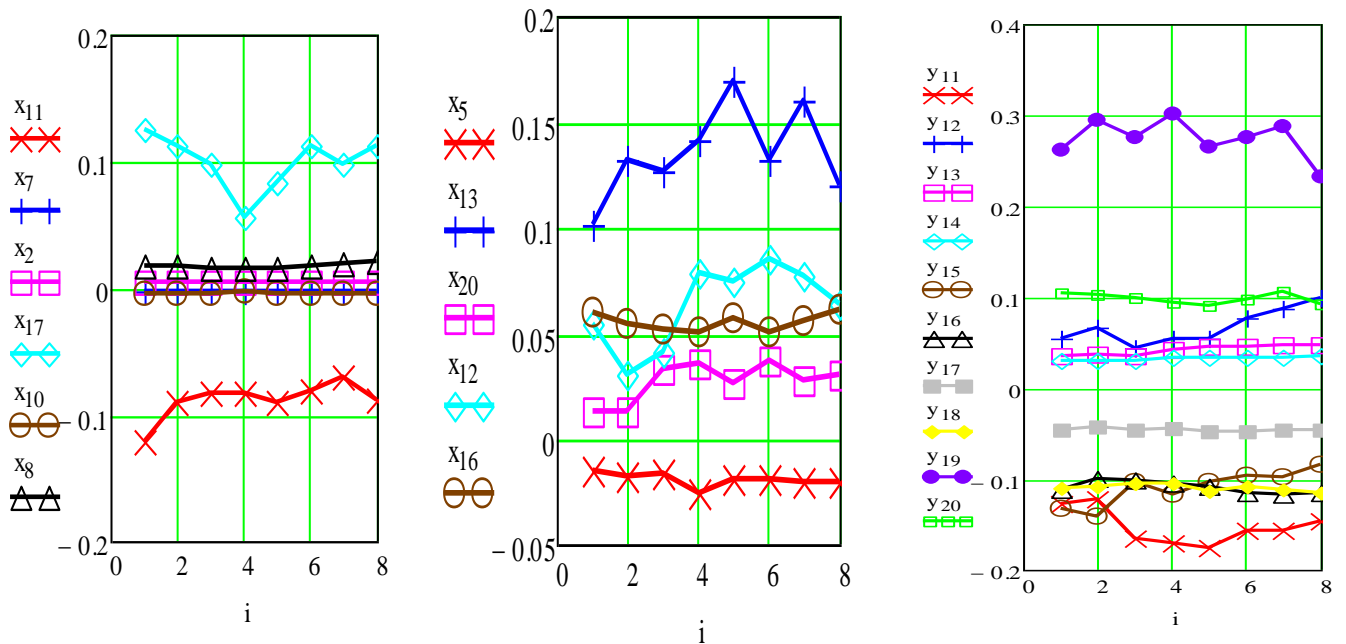 x11
x7
x2
x17
x10
x8
0.2
0.1
0
− 0.1
− 0.2
0 2 4 6 8
i
x5
x13
x20
x12
x16
0.2
0.15
0.1
0.05
0
− 0.05
0 2 4 6 8
i
y11
y12
y13
y14
y15
y16
y17
y18
y19
y20
0.4
0.3
0.2
0.1
0
− 0.1
− 0.2
0 2 4 6 8
i